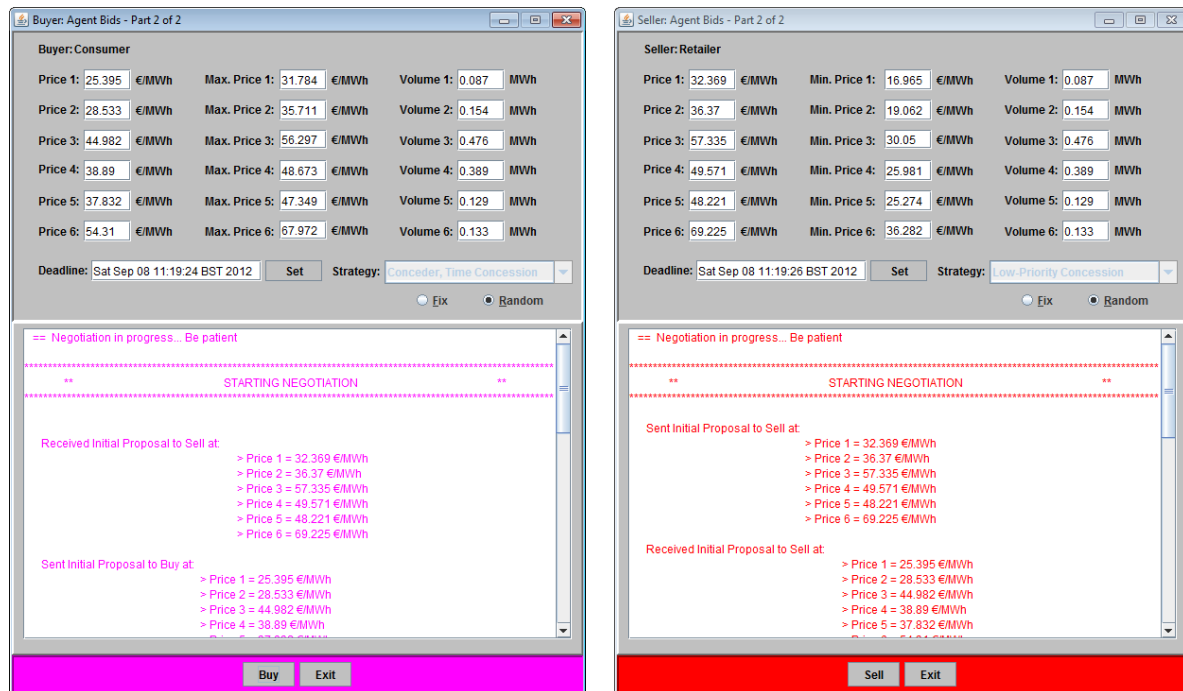 Buyer: Agent Bids - Part 2 of 2
Buyer: Consumer
Price 1: 25.395 €/MWh Max. Price 1: 31.784 €/MWh Volume 1: 0.087 MWh
Price 2: 28.533 €/MWh Max. Price 2: 35.711 €/MWh Volume 2: 0.154 MWh
Price 3: 44.982 €/MWh Max. Price 3: 56.297 €/MWh Volume 3: 0.476 MWh
Price 4: 38.89 €/MWh Max. Price 4: 48.673 €/MWh Volume 4: 0.389 MWh
Price 5: 37.832 €/MWh Max. Price 5: 47.349 €/MWh Volume 5: 0.129 MWh
Price 6: 54.31 €/MWh Max. Price 6: 67.972 €/MWh Volume 6: 0.133 MWh
Deadline: Sat Sep 08 11:19:24 BST 2012 Set Strategy: Conceder, Time Concession
Fix Random
== Negotiation in progress... Be patient
** STARTING NEGOTIATION **
Received Initial Proposal to Sell at:
> Price 1 = 32.369 €/MWh
> Price 2 = 36.37 €/MWh
> Price 3 = 57.335 €/MWh
> Price 4 = 49.571 €/MWh
> Price 5 = 48.221 €/MWh
> Price 6 = 69.225 €/MWh
Sent Initial Proposal to Buy at:
> Price 1 = 25.395 €/MWh
> Price 2 = 28.533 €/MWh
> Price 3 = 44.982 €/MWh
> Price 4 = 38.89 €/MWh
Buy Exit
Seller: Agent Bids - Part 2 of 2
Seller: Retailer
Price 1: 32.369 €/MWh Min. Price 1: 16.965 €/MWh Volume 1: 0.087 MWh
Price 2: 36.37 €/MWh Min. Price 2: 19.062 €/MWh Volume 2: 0.154 MWh
Price 3: 57.335 €/MWh Min. Price 3: 30.05 €/MWh Volume 3: 0.476 MWh
Price 4: 49.571 €/MWh Min. Price 4: 25.981 €/MWh Volume 4: 0.389 MWh
Price 5: 48.221 €/MWh Min. Price 5: 25.274 €/MWh Volume 5: 0.129 MWh
Price 6: 69.225 €/MWh Min. Price 6: 36.282 €/MWh Volume 6: 0.133 MWh
Deadline: Sat Sep 08 11:19:26 BST 2012 Set Strategy: Low-Priority Concession
Fix Random
== Negotiation in progress... Be patient
** STARTING NEGOTIATION **
Sent Initial Proposal to Sell at:
> Price 1 = 32.369 €/MWh
> Price 2 = 36.37 €/MWh
> Price 3 = 57.335 €/MWh
> Price 4 = 49.571 €/MWh
> Price 5 = 48.221 €/MWh
> Price 6 = 69.225 €/MWh
Received Initial Proposal to Sell at:
> Price 1 = 25.395 €/MWh
> Price 2 = 28.533 €/MWh
> Price 3 = 44.982 €/MWh
> Price 4 = 38.89 €/MWh
> Price 5 = 37.832 €/MWh
Sell Exit